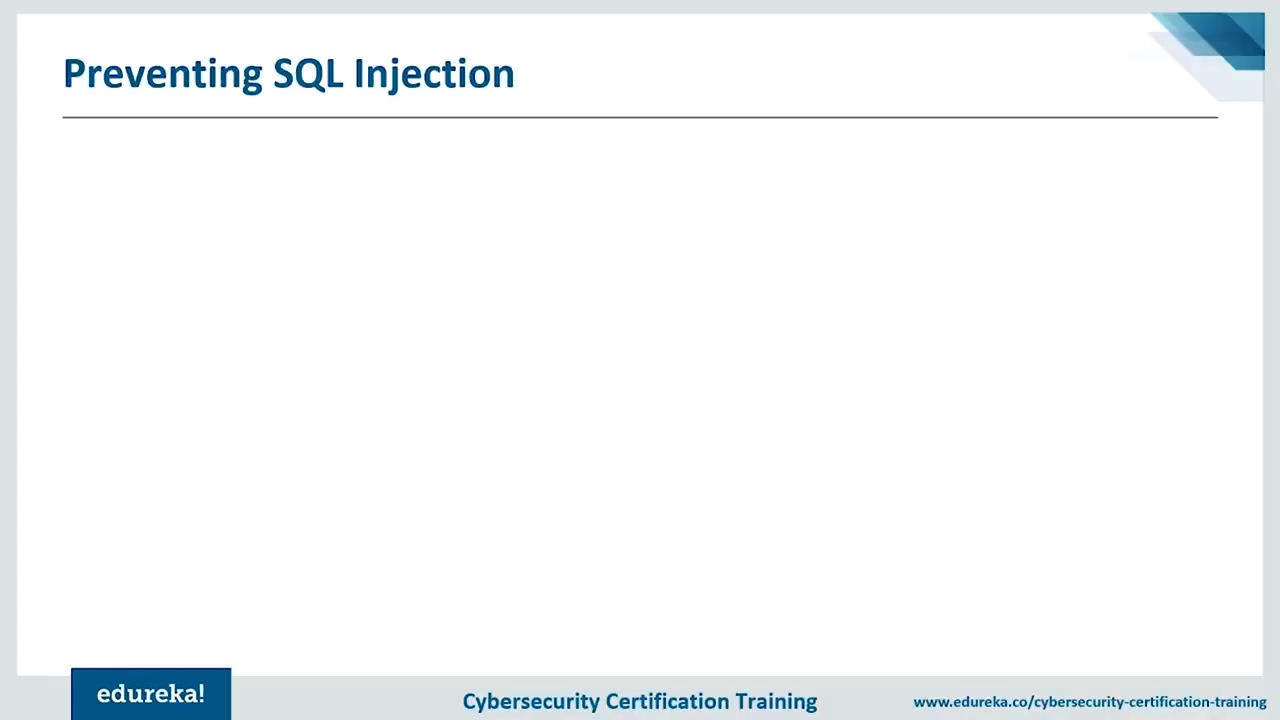 Preventing SQL Injection
edureka!
Cybersecurity Certification Training
www.edureka.co/cybersecurity-certification-training